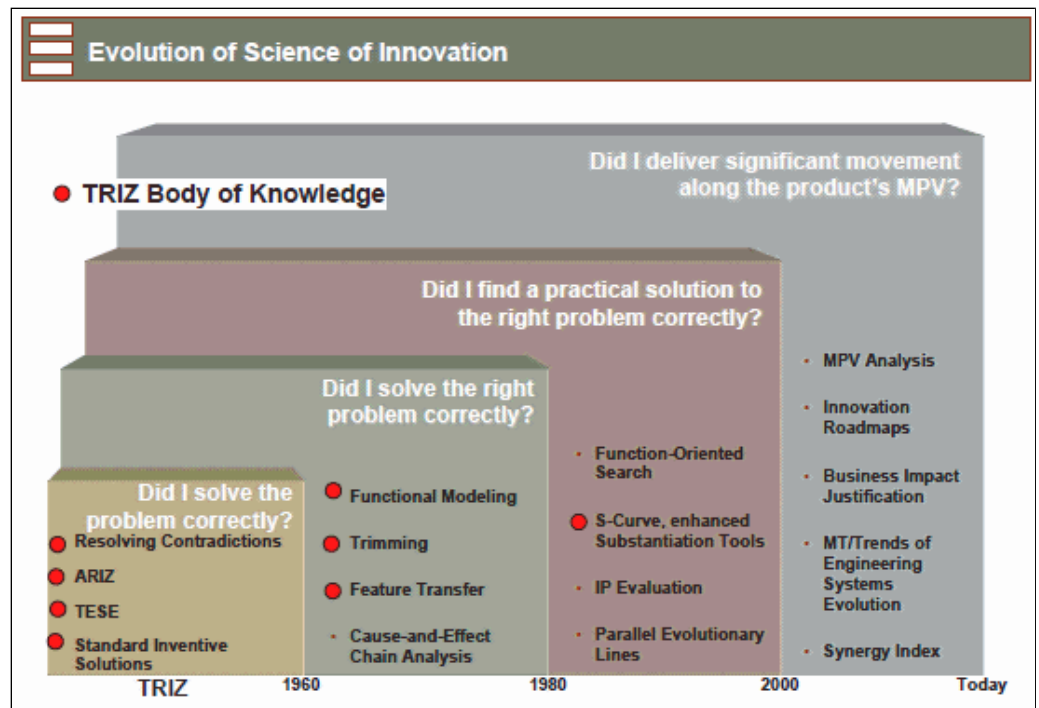 Evolution of Science of Innovation
Did I deliver significant movement
along the product's MPV?
TRIZ Body of Knowledge
Did I find a practical solution to
the right problem correctly?
Did I solve the right
problem correctly?
Did I solve the
problem correctly?
Resolving Contradictions
ARIZ
TESE
Standard Inventive
Solutions
Functional Modeling
Trimming
Feature Transfer
Cause-and-Effect
Chain Analysis
Function-Oriented
Search
S-Curve, enhanced
Substantiation Tools
IP Evaluation
Parallel Evolutionary
Lines
MPV Analysis
Innovation
Roadmaps
Business Impact
Justification
MT/Trends of
Engineering
Systems
Evolution
Synergy Index
TRIZ
1960
1980
2000
Today